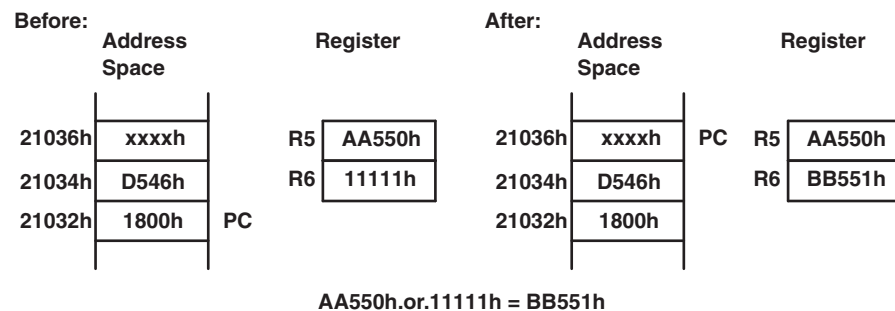 Before:
Address
Space
Register
After:
Address
Space
Register
21036h xxxxh R5 AA550h 21036h xxxxh PC R5 AA550h
21034h D546h R6 11111h 21034h D546h R6 BB551h
21032h 1800h PC 21032h 1800h
AA550h.or.11111h = BB551h